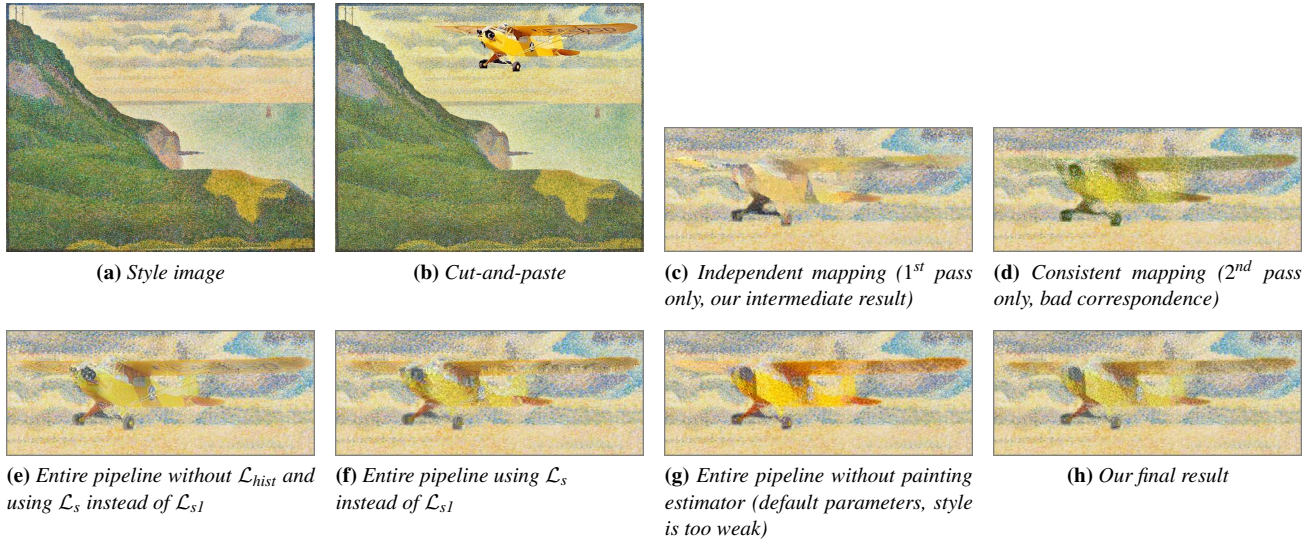 (a) Style image
(b) Cut-and-paste
(c) Independent mapping (1st pass
only, our intermediate result)
(d) Consistent mapping (2nd pass
only, bad correspondence)
(e) Entire pipeline without Lhist and
using Ls instead of Ls1
(f) Entire pipeline using Ls
instead of Ls1
(g) Entire pipeline without painting
estimator (default parameters, style
is too weak)
(h) Our final result